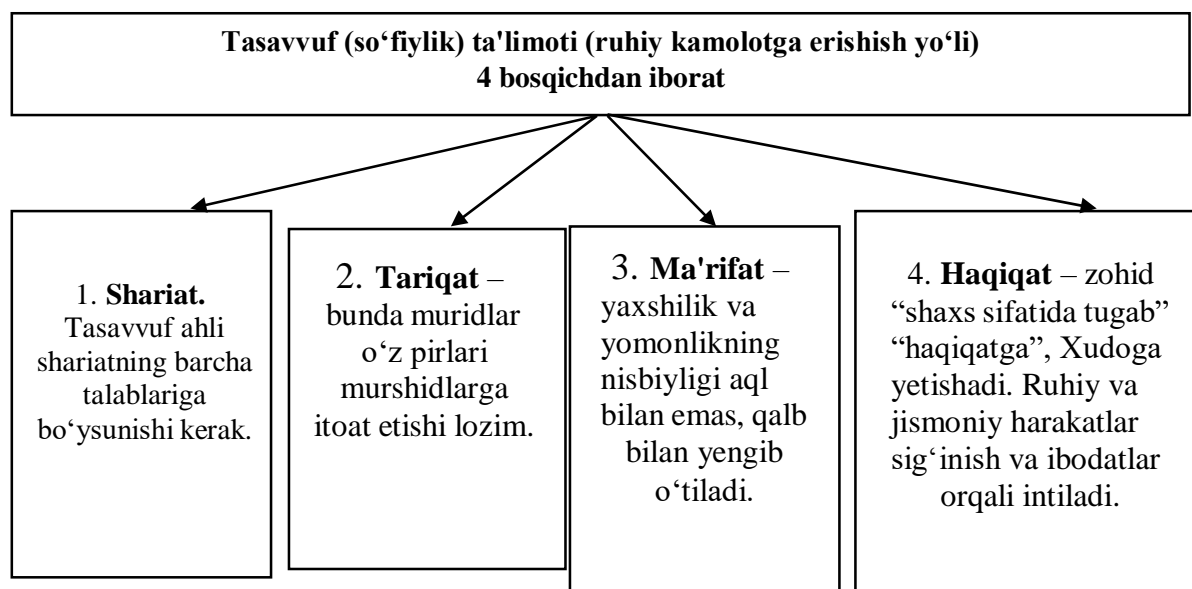 Tasavvuf (so‘fiylik) ta'limoti (ruhiy kamolotga erishish yo‘li)
4 bosqichdan iborat
1. Shariat.
Tasavvuf ahli
shariatning barcha
talablariga
bo‘ysunishi kerak.
2. Tariqat –
bunda muridlar
o‘z pirlari
murshidlarga
itoat etishi lozim.
3. Ma'rifat –
yaxshilik va
yomonlikning
nisbiyligi aql
bilan emas, qalb
bilan yengib
o‘tiladi.
4. Haqiqat – zohid
“shaxs sifatida tugab”
“haqiqatga”, Xudoga
yetishadi. Ruhiy va
jismoniy harakatlar
sig‘inish va ibodatlar
orqali intiladi.